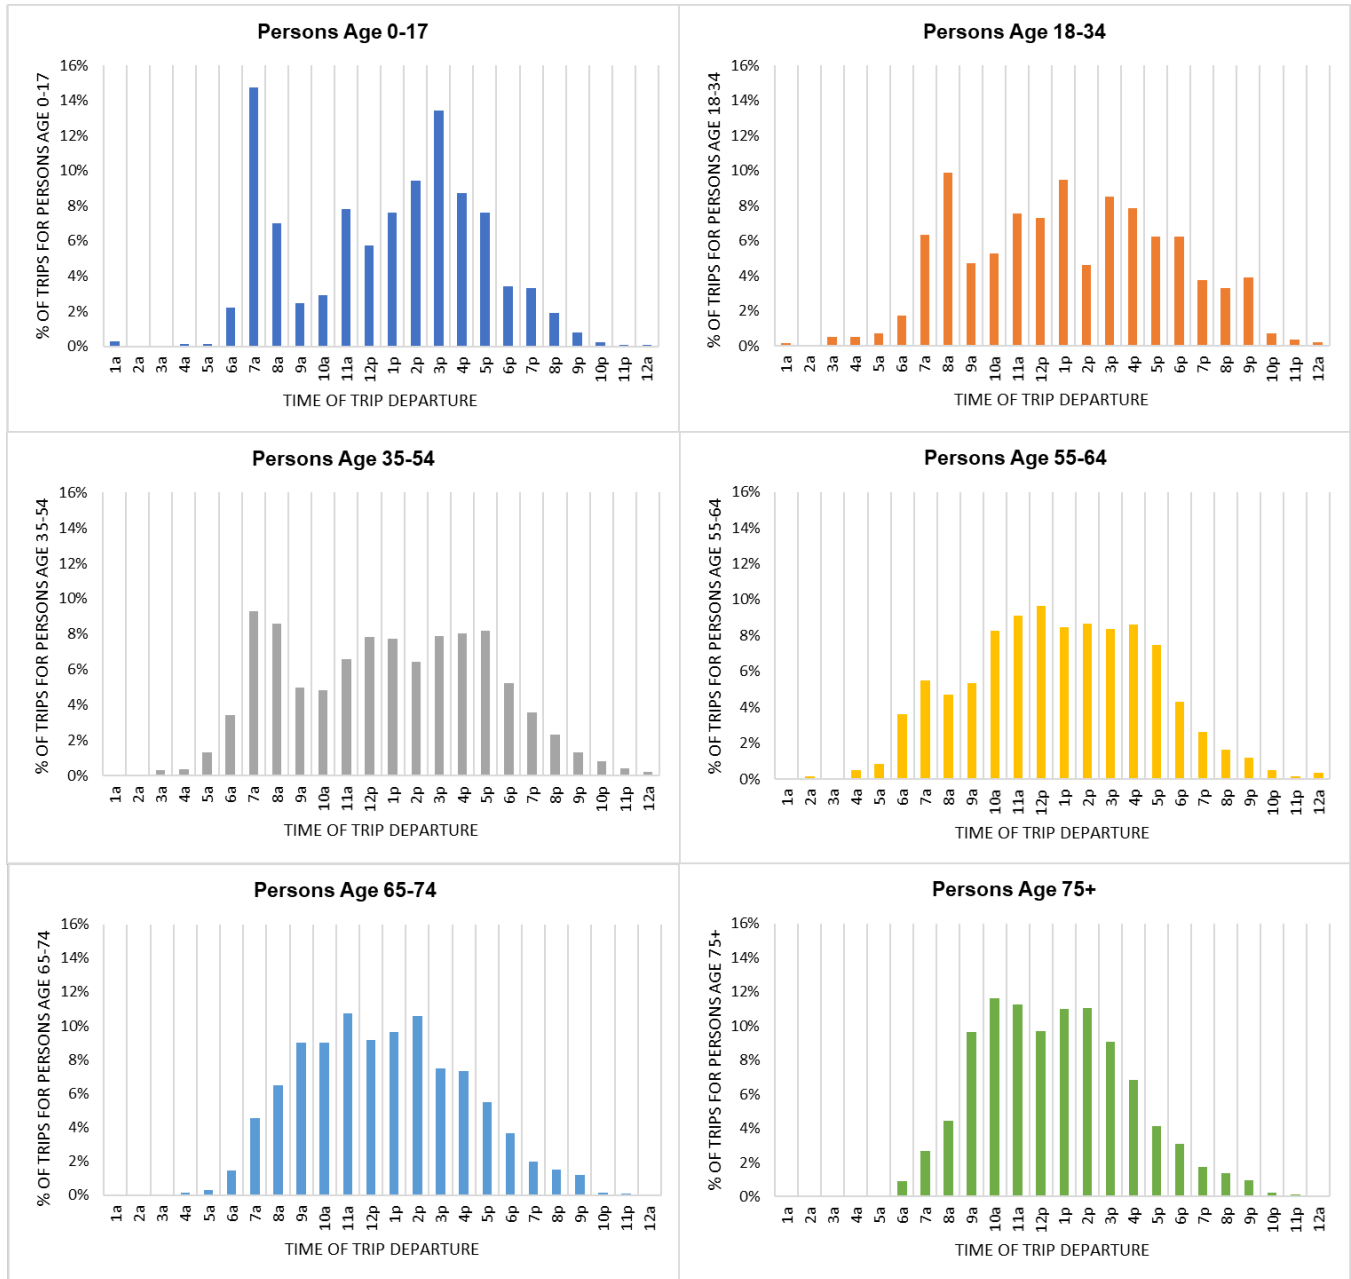 Persons Age 0-17
% OF TRIPS FOR PERSONS AGE 0-17
16%
14%
12%
10%
8%
6%
4%
2%
0%
1a 2a 3a 4a 5a 6a 7a 8a 9a 10a 11a 12p 1p 2p 3p 4p 5p 6p 7p 8p 9p 10p 11p 12a
TIME OF TRIP DEPARTURE
Persons Age 18-34
% OF TRIPS FOR PERSONS AGE 18-34
16%
14%
12%
10%
8%
6%
4%
2%
0%
1a 2a 3a 4a 5a 6a 7a 8a 9a 10a 11a 12p 1p 2p 3p 4p 5p 6p 7p 8p 9p 10p 11p 12a
TIME OF TRIP DEPARTURE
Persons Age 35-54
% OF TRIPS FOR PERSONS AGE 35-54
16%
14%
12%
10%
8%
6%
4%
2%
0%
1a 2a 3a 4a 5a 6a 7a 8a 9a 10a 11a 12p 1p 2p 3p 4p 5p 6p 7p 8p 9p 10p 11p 12a
TIME OF TRIP DEPARTURE
Persons Age 55-64
% OF TRIPS FOR PERSONS AGE 55-64
16%
14%
12%
10%
8%
6%
4%
2%
0%
1a 2a 3a 4a 5a 6a 7a 8a 9a 10a 11a 12p 1p 2p 3p 4p 5p 6p 7p 8p 9p 10p 11p 12a
TIME OF TRIP DEPARTURE
Persons Age 65-74
% OF TRIPS FOR PERSONS AGE 65-74
16%
14%
12%
10%
8%
6%
4%
2%
0%
1a 2a 3a 4a 5a 6a 7a 8a 9a 10a 11a 12p 1p 2p 3p 4p 5p 6p 7p 8p 9p 10p 11p 12a
TIME OF TRIP DEPARTURE
Persons Age 75+
% OF TRIPS FOR PERSONS AGE 75+
16%
14%
12%
10%
8%
6%
4%
2%
0%
1a 2a 3a 4a 5a 6a 7a 8a 9a 10a 11a 12p 1p 2p 3p 4p 5p 6p 7p 8p 9p 10p 11p 12a
TIME OF TRIP DEPARTURE